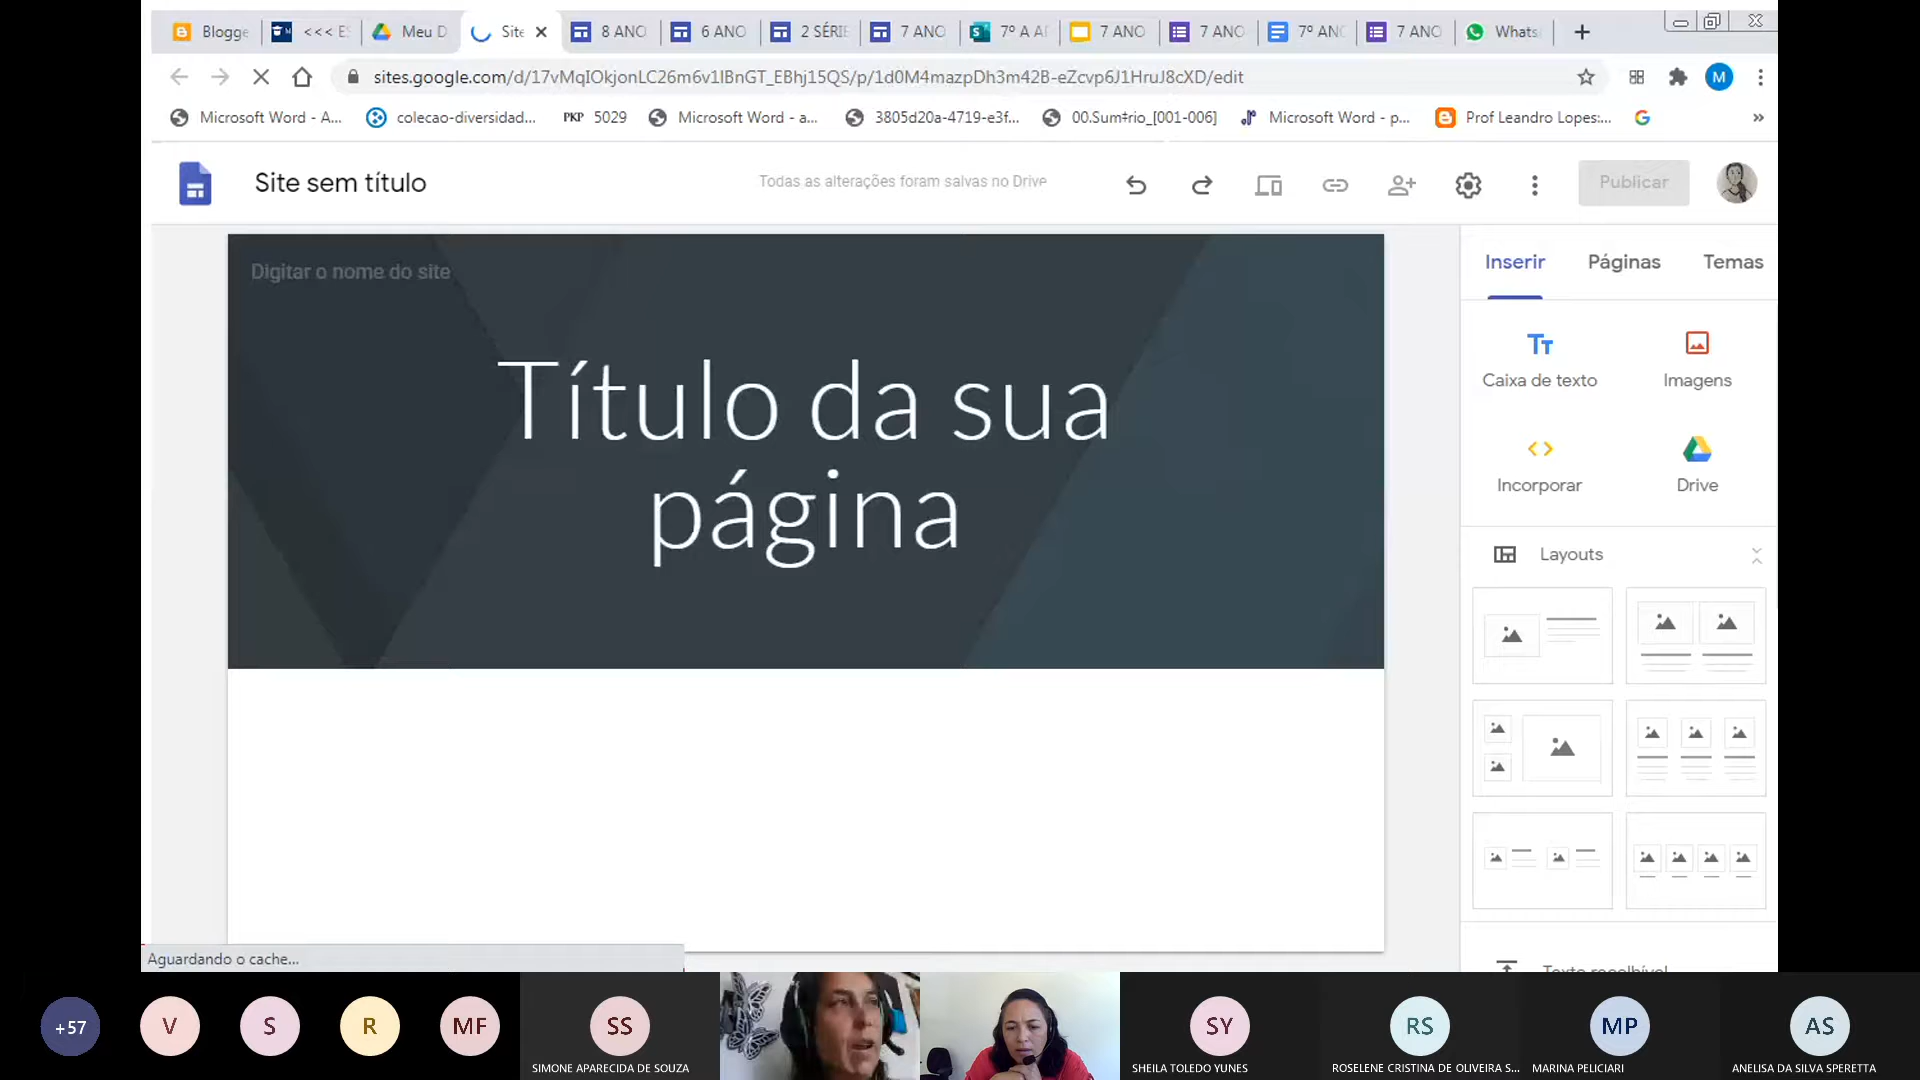 Blogge
<<< ES
Meu D
Site
8 ANO
6 ANO
2 SÉRIE
7 ANO
7º A AI
7 ANO
7 ANO
7º ANO
7 ANO
Whats
sites.google.com/d/17vMqIOkjonLC26m6v1lBnGT_EBhj15QS/p/1d0M4mazpDh3m42B-eZcvp6J1HruJ8cXD/edit
M
Microsoft Word - A...
colecao-diversidad...
PKP 5029
Microsoft Word - a...
3805d20a-4719-e3f...
00.Sum‡rio_[001-006]
Microsoft Word - p...
Prof Leandro Lopes:...
»
Site sem título
Todas as alterações foram salvas no Drive
Publicar
Digitar o nome do site
Título da sua
página
Inserir
Páginas
Temas
Caixa de texto
Imagens
Incorporar
Drive
Layouts
Texto recolhível
Aguardando o cache...
+57
V
S
R
MF
SS
SIMONE APARECIDA DE SOUZA
SY
SHEILA TOLEDO YUNES
RS
ROSELENE CRISTINA DE OLIVEIRA S...
MP
MARINA PELICIARI
AS
ANELISA DA SILVA SPERETTA